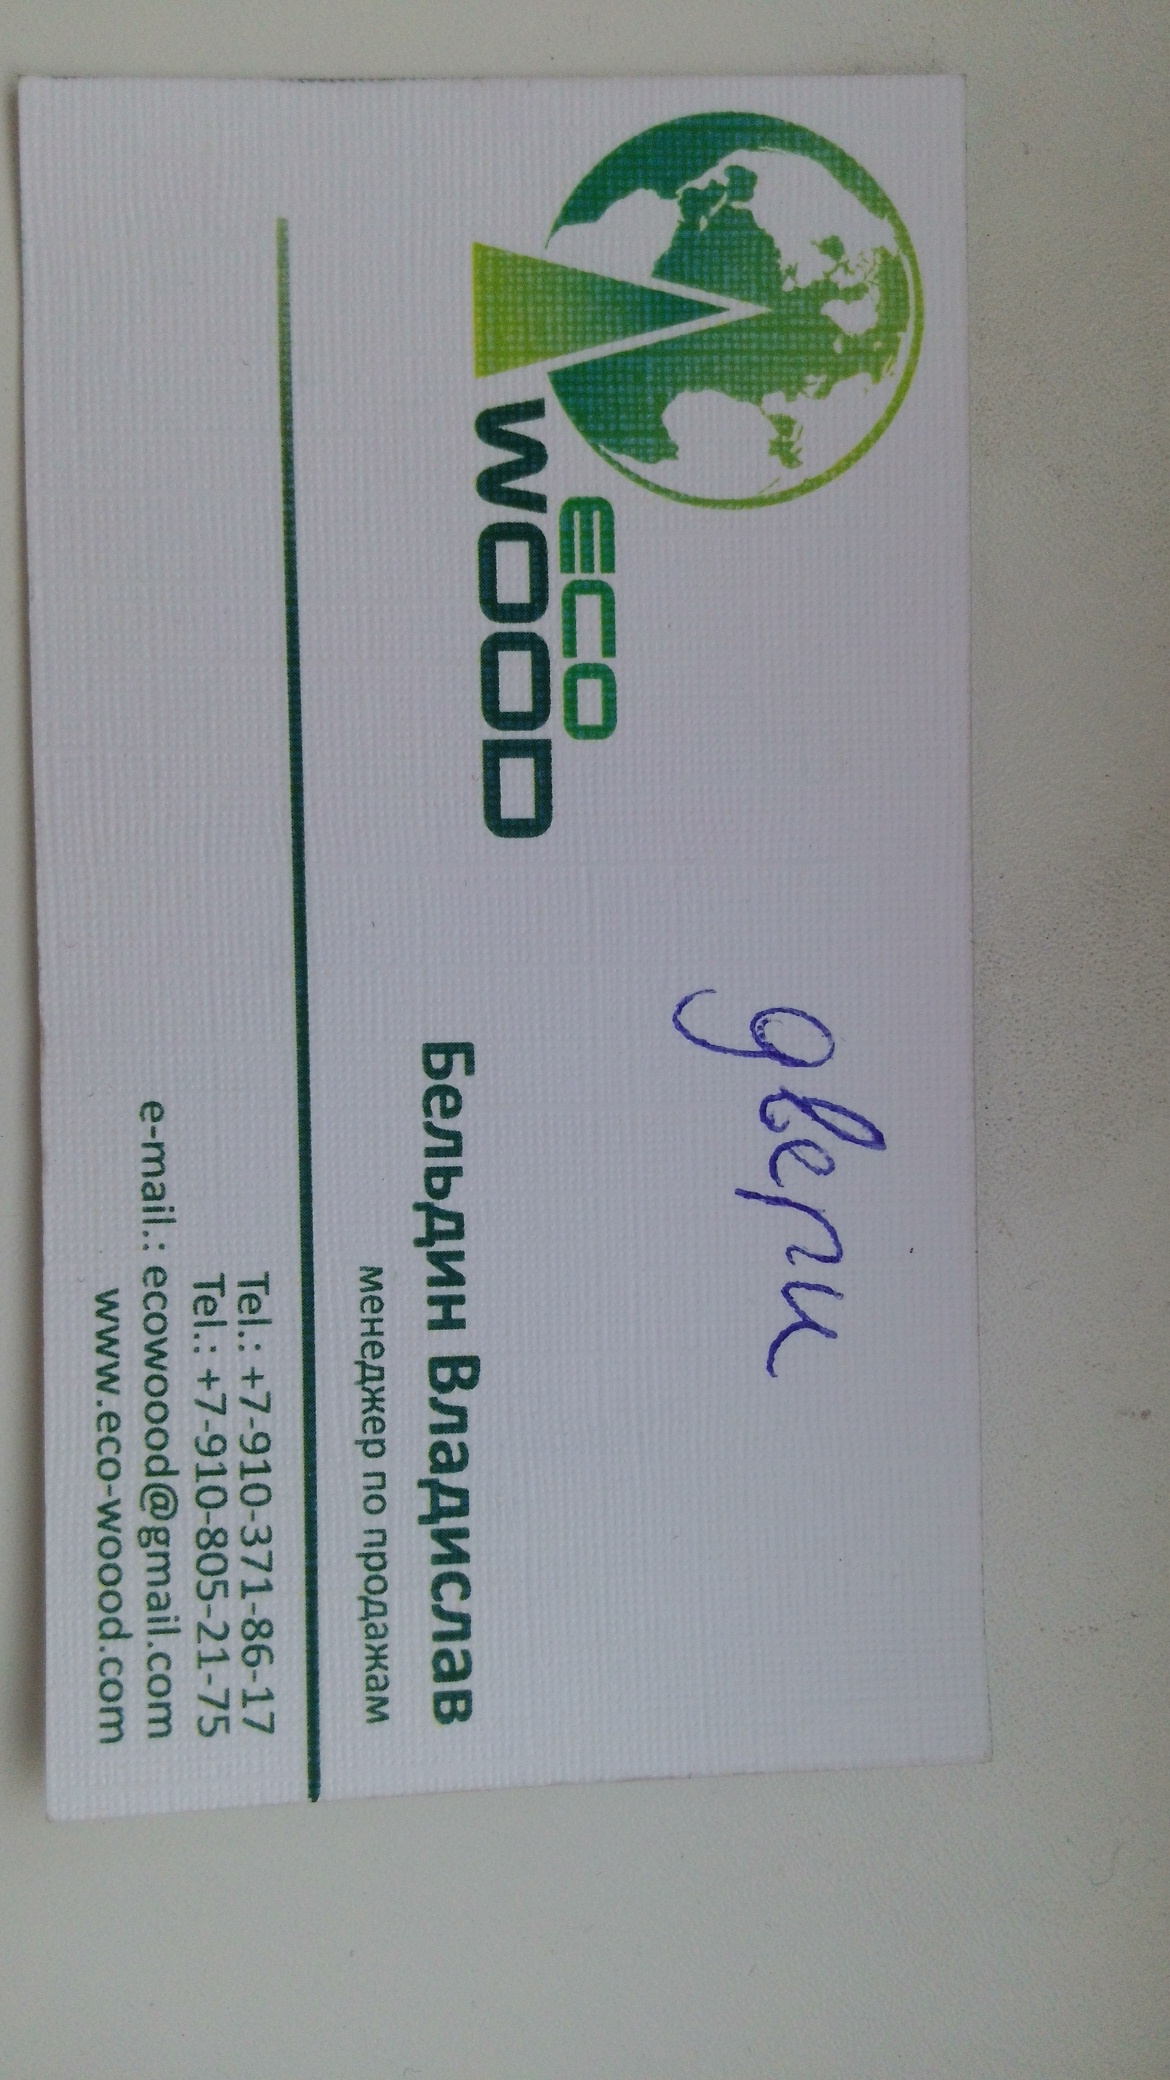 двери
ECO
WOOD
Бельдин Владислав
менеджер по продажам
Tel.: +7-910-371-86-17
Tel.: +7-910-805-21-75
e-mail.: ecowoood@gmail.com
www.eco-woood.com